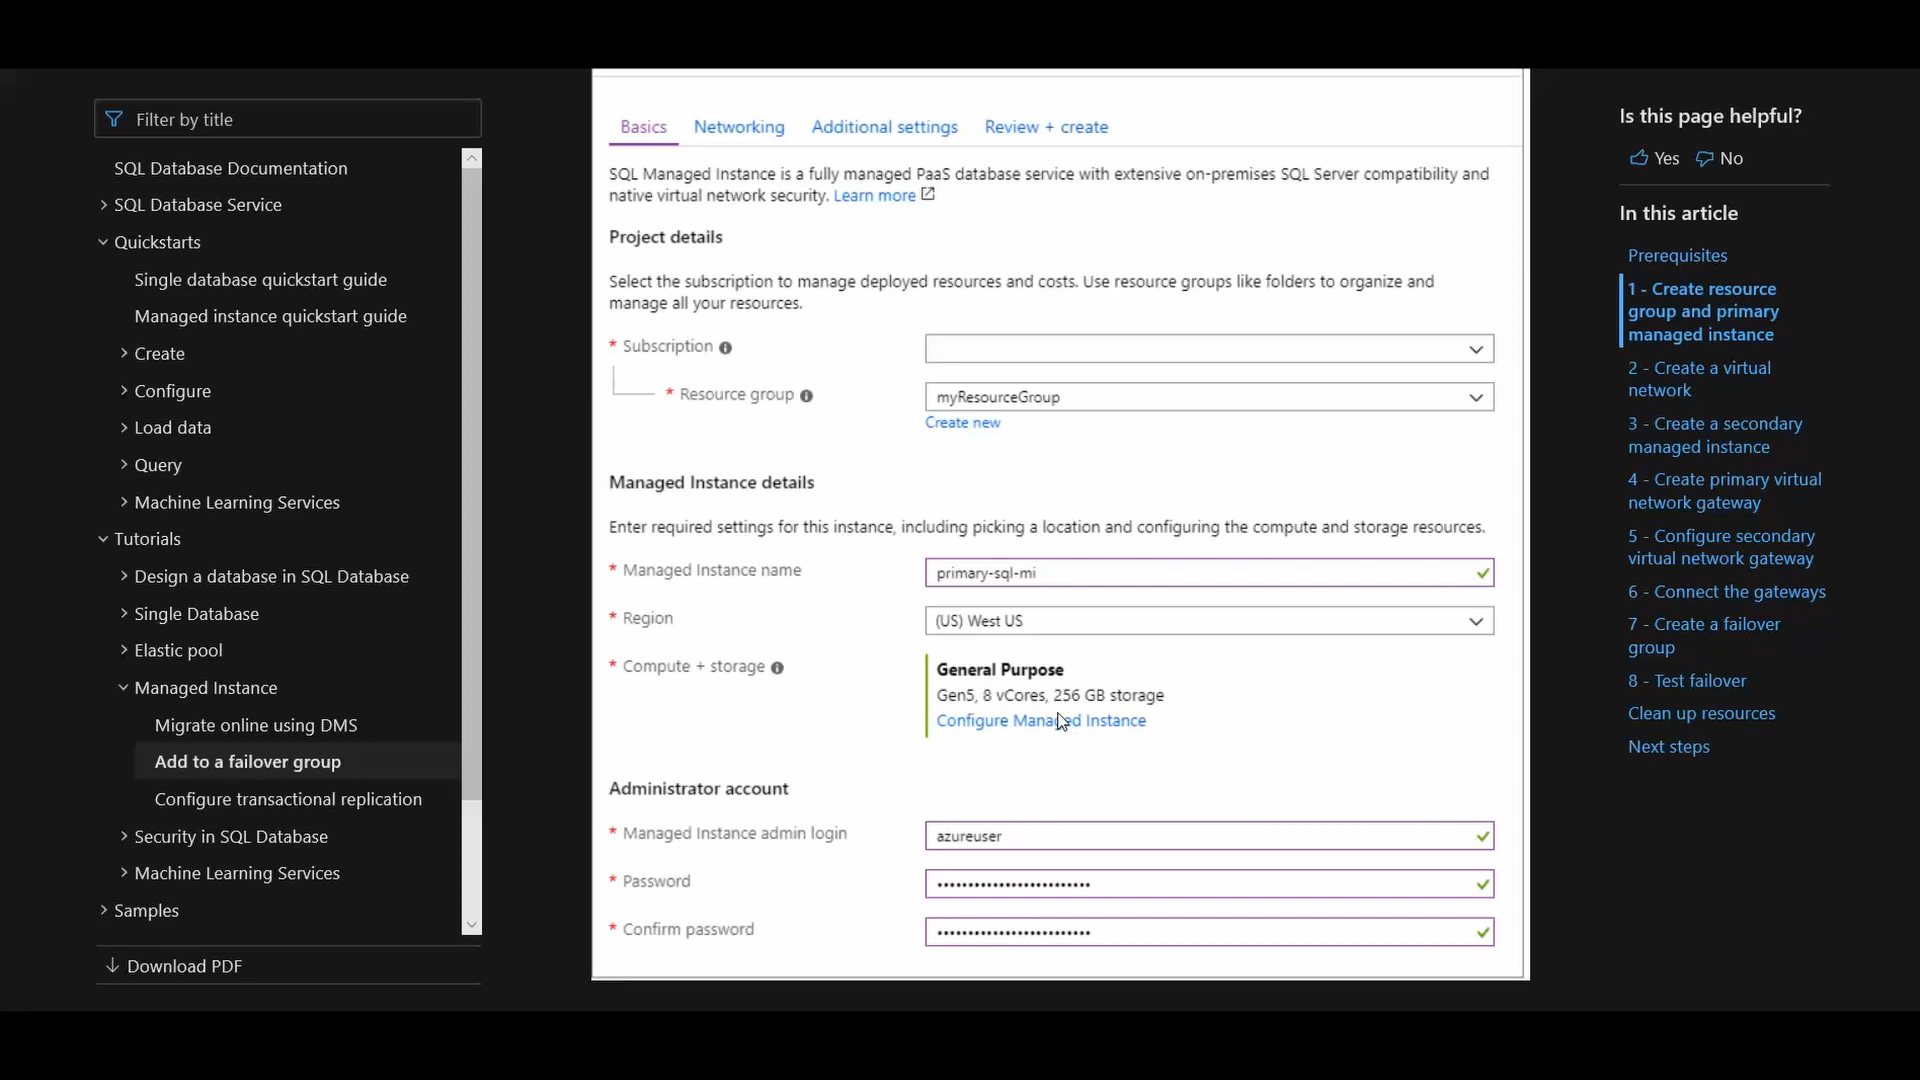 Filter by title
SQL Database Documentation
SQL Database Service
Quickstarts
Single database quickstart guide
Managed instance quickstart guide
Create
Configure
Load data
Query
Machine Learning Services
Tutorials
Design a database in SQL Database
Single Database
Elastic pool
Managed Instance
Migrate online using DMS
Add to a failover group
Configure transactional replication
Security in SQL Database
Machine Learning Services
Samples
Download PDF
Basics Networking Additional settings Review + create
SQL Managed Instance is a fully managed PaaS database service with extensive on-premises SQL Server compatibility and
native virtual network security. Learn more
Project details
Select the subscription to manage deployed resources and costs. Use resource groups like folders to organize and
manage all your resources.
* Subscription
* Resource group myResourceGroup
Create new
Managed Instance details
Enter required settings for this instance, including picking a location and configuring the compute and storage resources.
* Managed Instance name primary-sql-mi
* Region (US) West US
* Compute + storage General Purpose
Gen5, 8 vCores, 256 GB storage
Configure Managed Instance
Administrator account
* Managed Instance admin login azureuser
* Password •••••••••••••••••••••••••
* Confirm password •••••••••••••••••••••••••
Is this page helpful?
Yes No
In this article
Prerequisites
1 - Create resource
group and primary
managed instance
2 - Create a virtual
network
3 - Create a secondary
managed instance
4 - Create primary virtual
network gateway
5 - Configure secondary
virtual network gateway
6 - Connect the gateways
7 - Create a failover
group
8 - Test failover
Clean up resources
Next steps